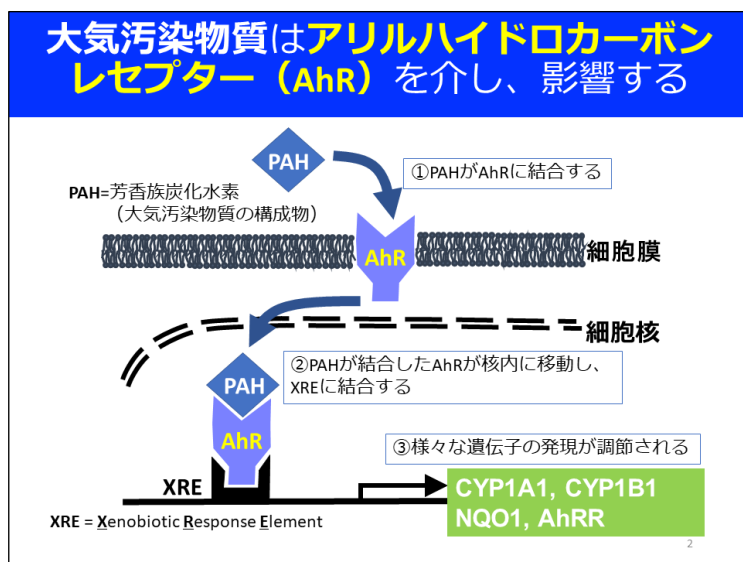 大気汚染物質はアリルハイドロカーボン
レセプター（AhR）を介し、影響する
PAH
①PAHがAhRに結合する
PAH=芳香族炭化水素
（大気汚染物質の構成物）
AhR
細胞膜
細胞核
②PAHが結合したAhRが核内に移動し、
XREに結合する
PAH
AhR
③様々な遺伝子の発現が調節される
XRE
CYP1A1, CYP1B1
NQO1, AhRR
XRE = Xenobiotic Response Element
2